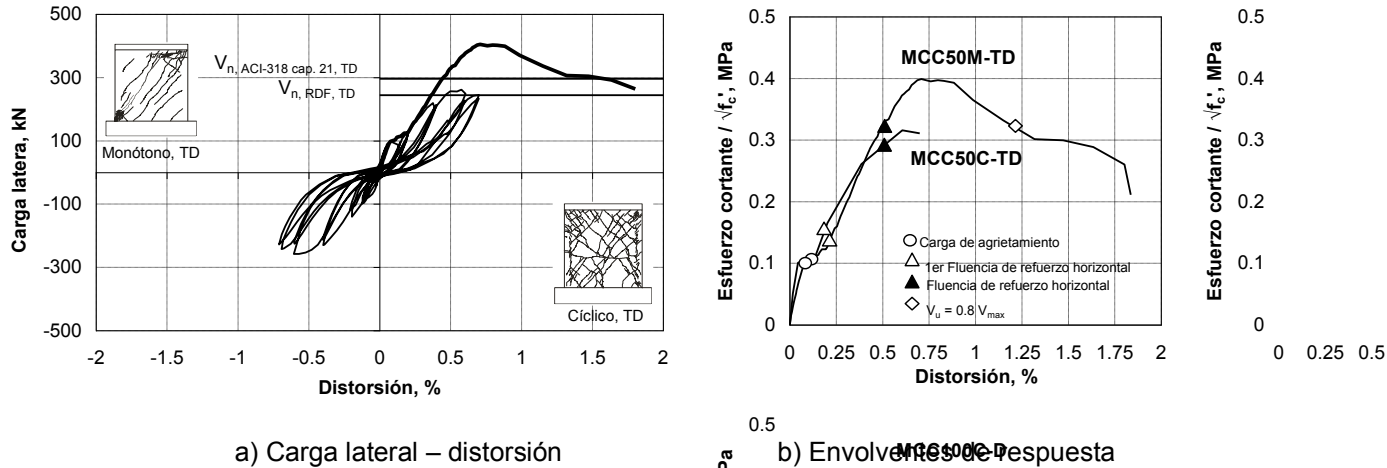 500
300
100
-100
-300
-500
-2 -1.5 -1 -0.5 0 0.5 1 1.5 2
Carga latera, kN
Distorsión, %
V n, ACI-318 cap. 21, TD
V n, RDF, TD
Monótono, TD
Cíclico, TD
a) Carga lateral – distorsión
0.5
0.4
0.3
0.2
0.1
0
0 0.25 0.5 0.75 1 1.25 1.5 1.75 2
Esfuerzo cortante / √fc', MPa
Distorsión, %
MCC50M-TD
MCC50C-TD
Carga de agrietamiento
1er Fluencia de refuerzo horizontal
Fluencia de refuerzo horizontal
Vu = 0.8 Vmax
0.5
MCC100C-D
Pa
b) Envolventes de respuesta
0.5
0.4
0.3
0.2
0.1
0
0 0.25 0.5
Esfuerzo cortante / √fc', MPa